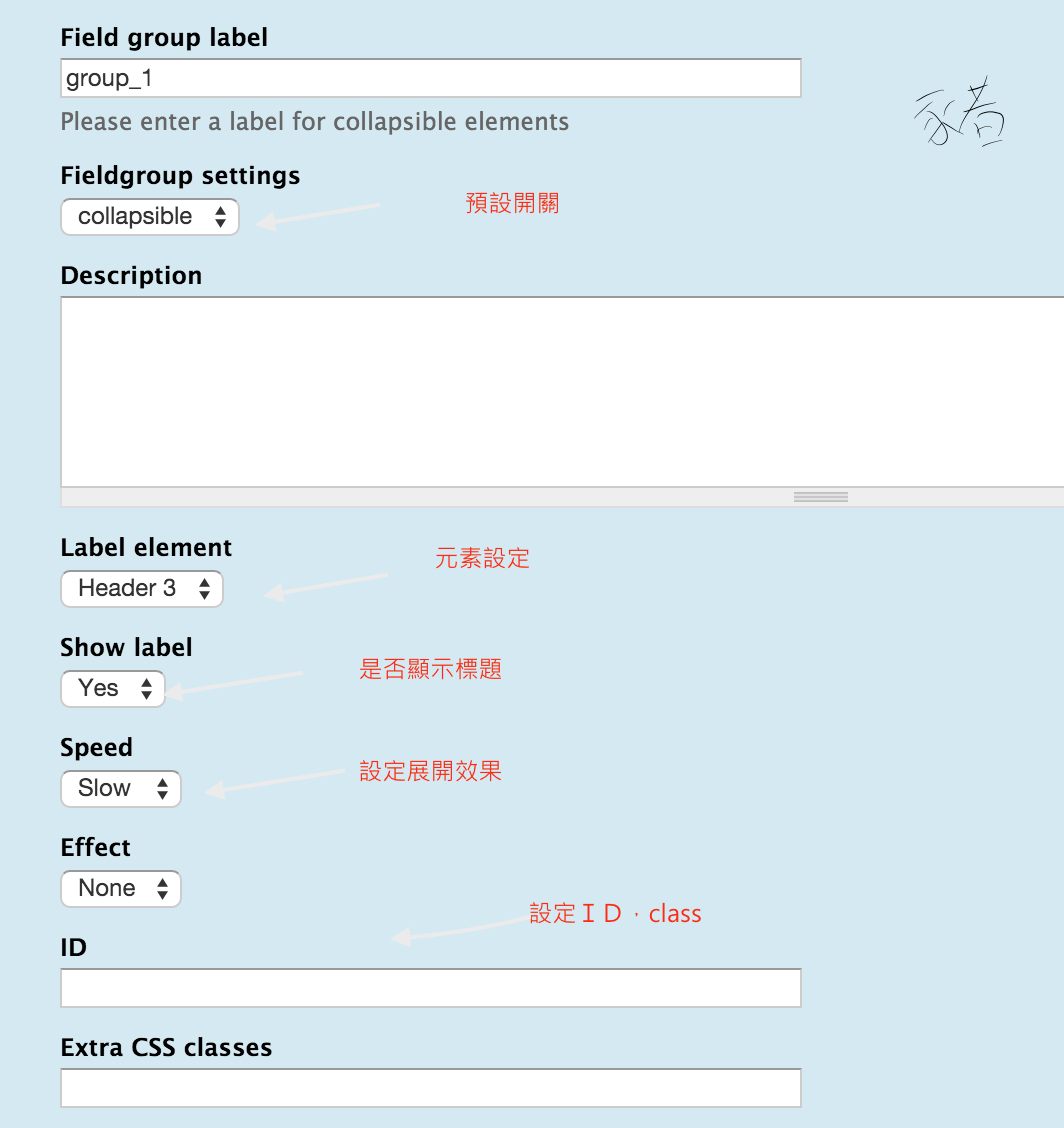 Field group label
group_1
豬
Please enter a label for collapsible elements
Fieldgroup settings
預設開關
collapsible
Description
Label element
元素設定
Header 3
Show label
是否顯示標題
Yes
Speed
設定展開效果
Slow
Effect
None
設定ＩＤ，class
ID
Extra CSS classes